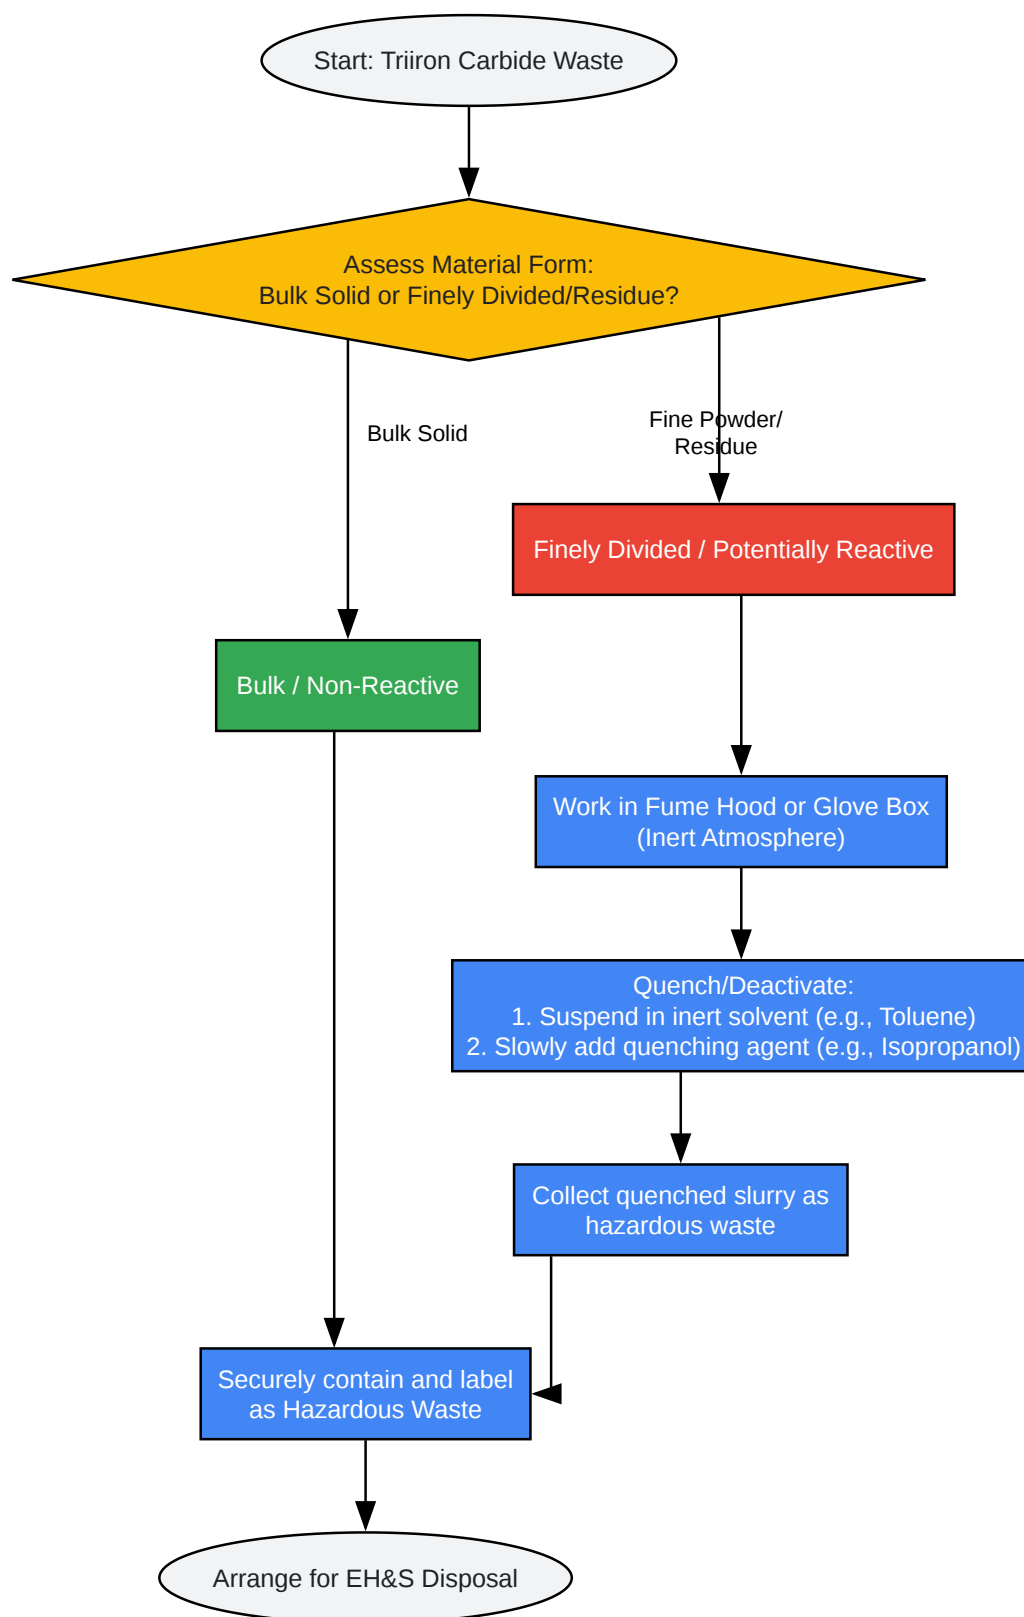 Start: Triiron Carbide Waste
Assess Material Form:
Bulk Solid or Finely Divided/Residue?
Bulk Solid
Fine Powder/
Residue
Finely Divided / Potentially Reactive
Bulk / Non-Reactive
Work in Fume Hood or Glove Box
(Inert Atmosphere)
Quench/Deactivate:
1. Suspend in inert solvent (e.g., Toluene)
2. Slowly add quenching agent (e.g., Isopropanol)
Collect quenched slurry as
hazardous waste
Securely contain and label
as Hazardous Waste
Arrange for EH&S Disposal